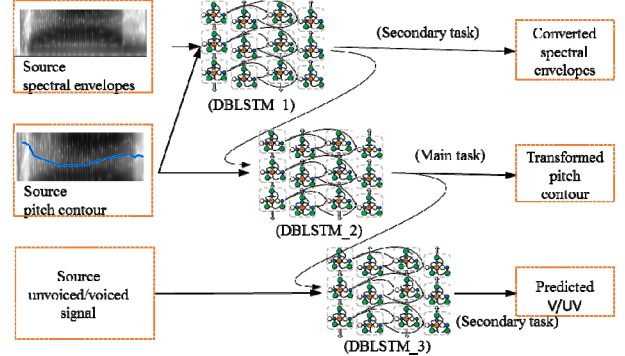 Source
spectral envelopes
(DBLSTM_1)
(Secondary task)
Converted
spectral
envelopes
Source
pitch contour
(DBLSTM_2)
(Main task)
Transformed
pitch
contour
Source
unvoiced/voiced
signal
(DBLSTM_3)
(Secondary task)
Predicted
V/UV